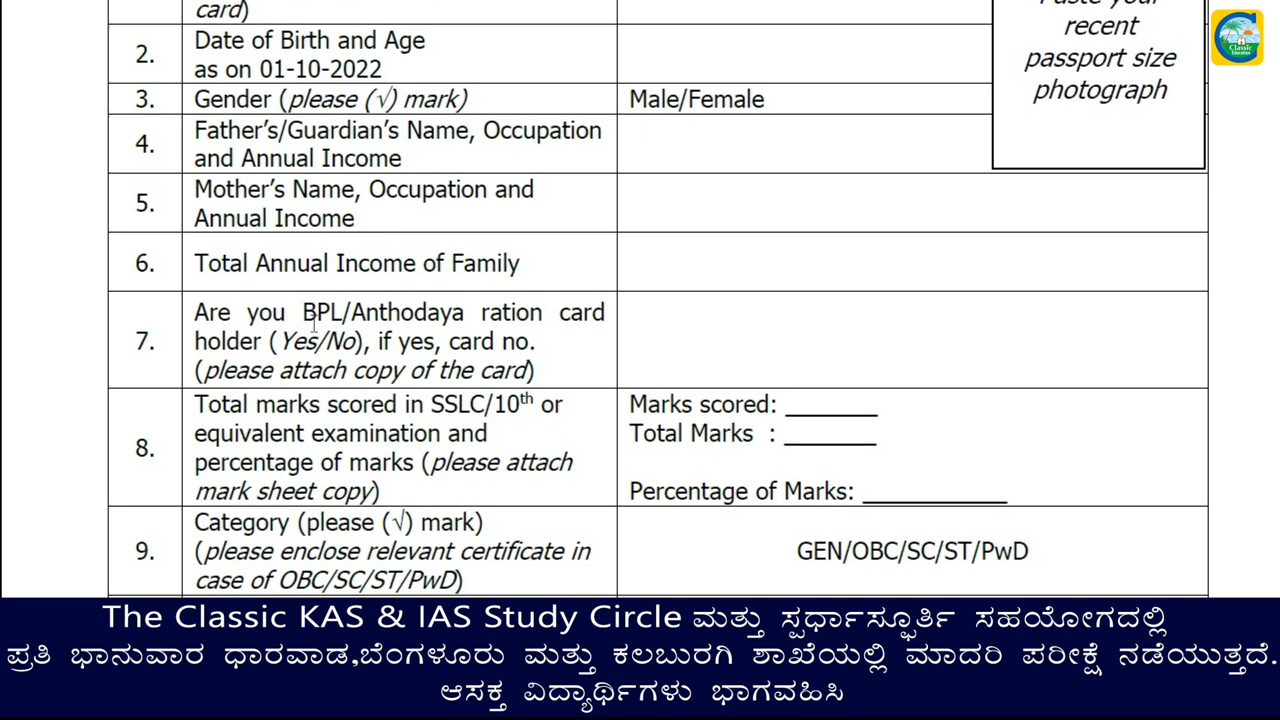 card)
Paste your
recent
passport size
photograph
Classic
Education
2.
Date of Birth and Age
as on 01-10-2022
3.
Gender (please (√) mark)
Male/Female
4.
Father’s/Guardian’s Name, Occupation
and Annual Income
5.
Mother’s Name, Occupation and
Annual Income
6.
Total Annual Income of Family
7.
Are you BPL/Anthodaya ration card
holder (Yes/No), if yes, card no.
(please attach copy of the card)
8.
Total marks scored in SSLC/10th or
equivalent examination and
percentage of marks (please attach
mark sheet copy)
Marks scored: _______
Total Marks : _______
Percentage of Marks: ___________
9.
Category (please (√) mark)
(please enclose relevant certificate in
case of OBC/SC/ST/PwD)
GEN/OBC/SC/ST/PwD
The Classic KAS & IAS Study Circle ಮತ್ತು ಸ್ಪರ್ಧಾಸ್ಫೂರ್ತಿ ಸಹಯೋಗದಲ್ಲಿ
ಪ್ರತಿ ಭಾನುವಾರ ಧಾರವಾಡ,ಬೆಂಗಳೂರು ಮತ್ತು ಕಲಬುರಗಿ ಶಾಖೆಯಲ್ಲಿ ಮಾದರಿ ಪರೀಕ್ಷೆ ನಡೆಯುತ್ತದೆ.
ಆಸಕ್ತ ವಿದ್ಯಾರ್ಥಿಗಳು ಭಾಗವಹಿಸಿ